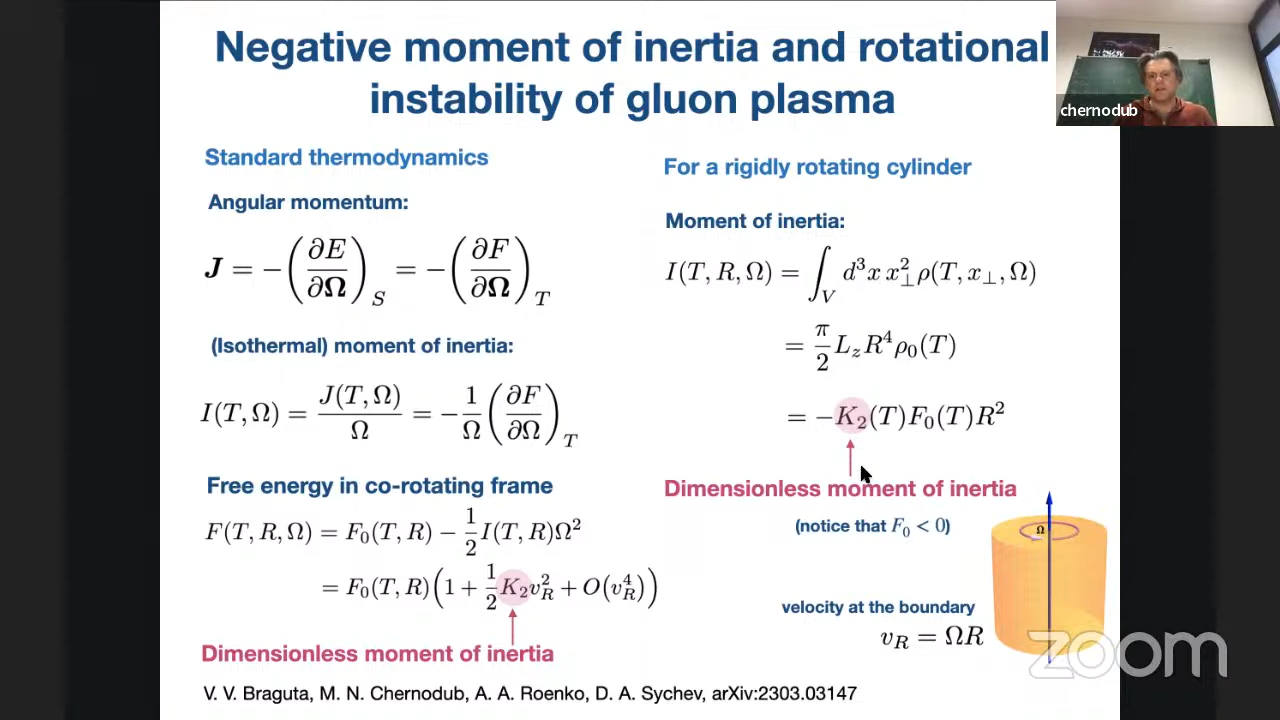 Negative moment of inertia and rotational
instability of gluon plasma
chernodub
Standard thermodynamics
Angular momentum:
J = −(∂E/∂Ω)_S = −(∂F/∂Ω)_T
(Isothermal) moment of inertia:
I(T, Ω) = J(T, Ω)/Ω = −1/Ω (∂F/∂Ω)_T
Free energy in co-rotating frame
F(T, R, Ω) = F₀(T, R) − 1/2 I(T, R)Ω²
= F₀(T, R)(1 + 1/2 K₂v_R² + O(v_R⁴))
Dimensionless moment of inertia
For a rigidly rotating cylinder
Moment of inertia:
I(T, R, Ω) = ∫_V d³x x_⊥² ρ(T, x_⊥, Ω)
= π/2 L_z R⁴ρ₀(T)
= −K₂(T)F₀(T)R²
Dimensionless moment of inertia
(notice that F₀ < 0)
Ω
velocity at the boundary
v_R = ΩR
zoom
V. V. Braguta, M. N. Chernodub, A. A. Roenko, D. A. Sychev, arXiv:2303.03147